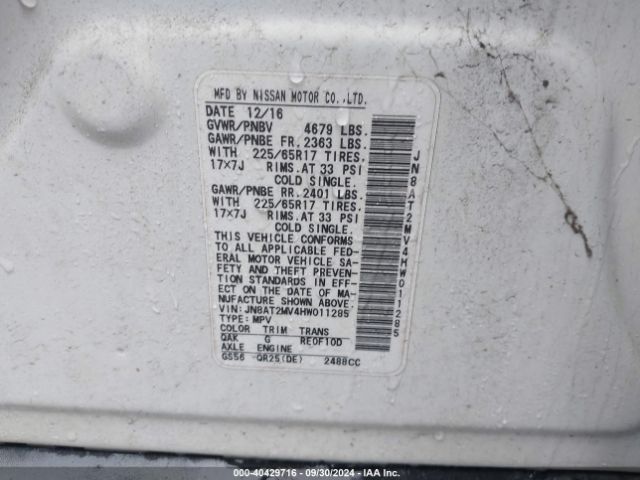 MFD BY NISSAN MOTOR CO.,LTD.
DATE 12/16
GVWR/PNBV 4679 LBS.
GAWR/PNBE FR. 2363 LBS.
WITH 225/65R17 TIRES,
17X7J RIMS.AT 33 PSI
COLD SINGLE.
GAWR/PNBE RR. 2401 LBS.
WITH 225/65R17 TIRES,
17X7J RIMS.AT 33 PSI
COLD SINGLE.
THIS VEHICLE CONFORMS
TO ALL APPLICABLE FED-
ERAL MOTOR VEHICLE SA-
FETY AND THEFT PREVEN-
TION STANDARDS IN EFF-
ECT ON THE DATE OF MA-
NUFACTURE SHOWN ABOVE.
VIN:JN8AT2MV4HW011285
TYPE:MPV
COLOR TRIM TRANS
QAK G RE0F10D
AXLE ENGINE
GS56 QR25(DE) 2488CC
JN8AT2MV4HW011285
000-40429716 - 09/30/2024 - IAA Inc.